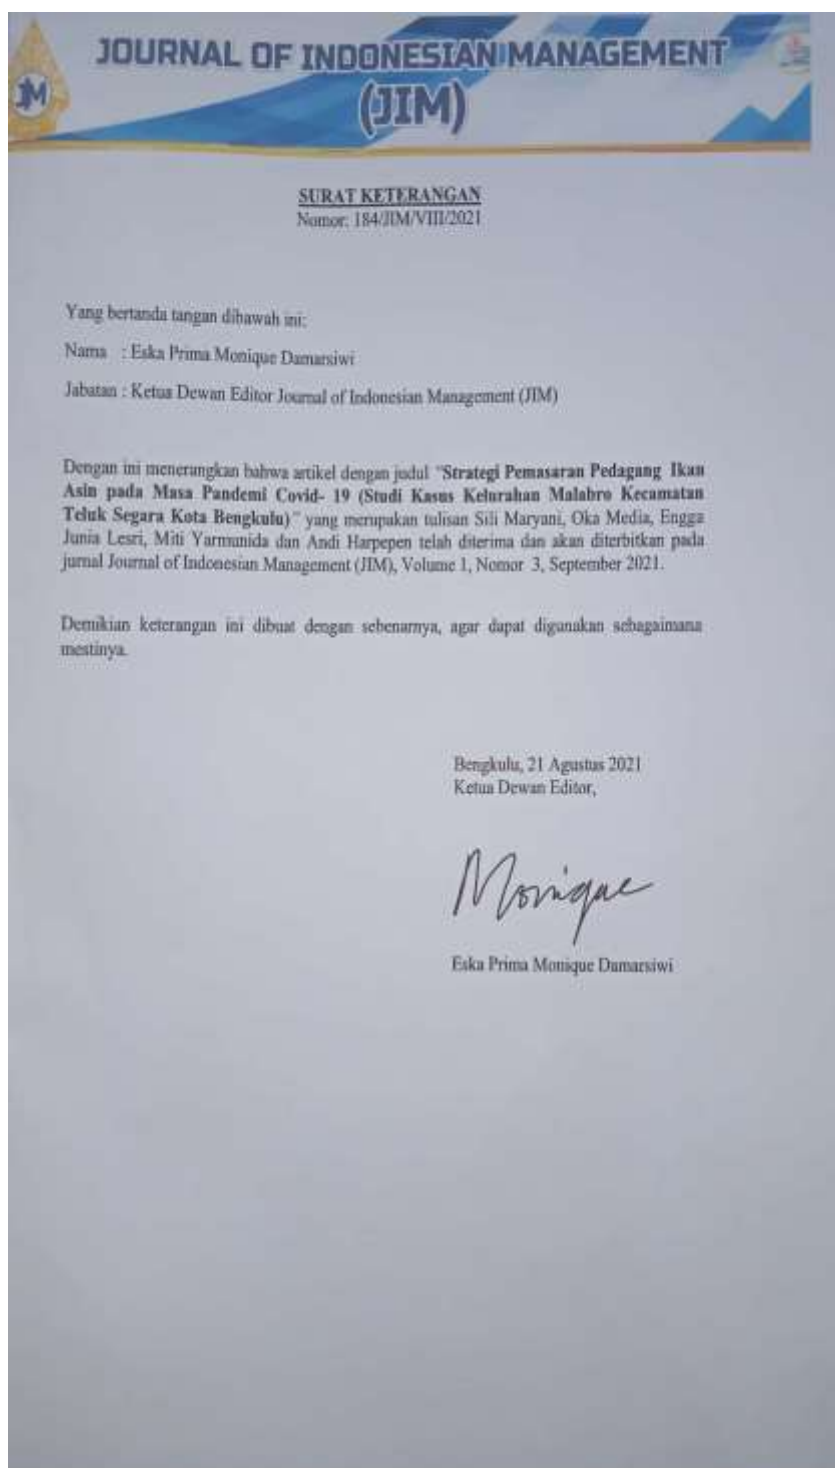 JOURNAL OF INDONESIAN MANAGEMENT
(JIM)
JM
SURAT KETERANGAN
Nomor: 184/JIM/VIII/2021
Yang bertanda tangan dibawah ini:
Nama : Eska Prima Monique Damarsiwi
Jabatan : Ketua Dewan Editor Journal of Indonesian Management (JIM)
Dengan ini menerangkan bahwa artikel dengan judul "Strategi Pemasaran Pedagang Ikan
Asin pada Masa Pandemi Covid- 19 (Studi Kasus Kelurahan Malabro Kecamatan
Teluk Segara Kota Bengkulu)" yang merupakan tulisan Sili Maryani, Oka Media, Engga
Junia Lesri, Miti Yarmunida dan Andi Harpepen telah diterima dan akan diterbitkan pada
jurnal Journal of Indonesian Management (JIM), Volume 1, Nomor 3, September 2021.
Demikian keterangan ini dibuat dengan sebenarnya, agar dapat digunakan sebagaimana
mestinya.
Bengkulu, 21 Agustus 2021
Ketua Dewan Editor,
Monique
Eska Prima Monique Damarsiwi